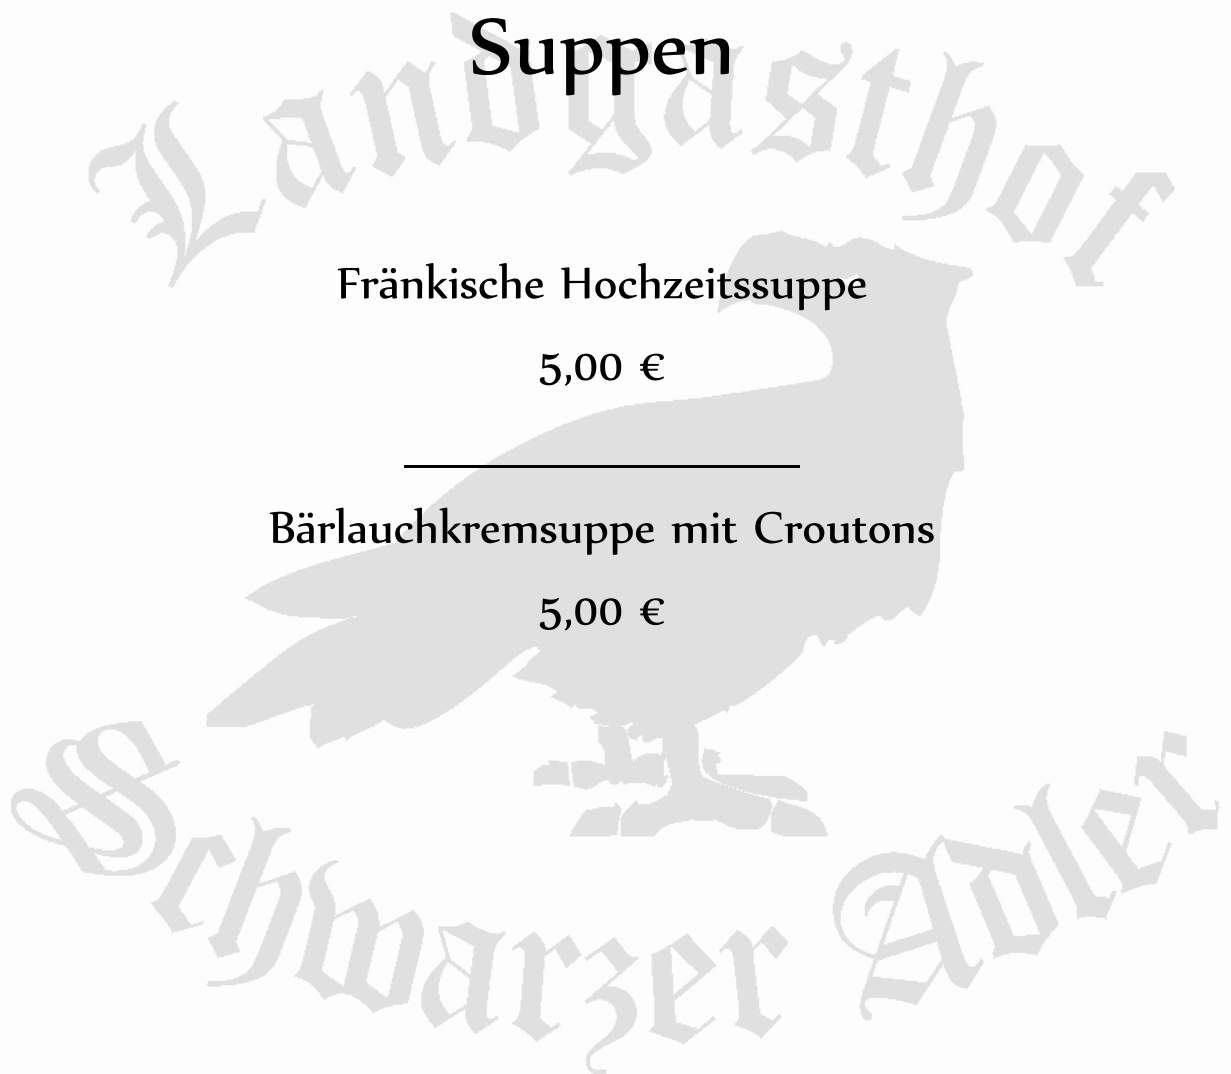 Suppen
Landgasthof
Fränkische Hochzeitssuppe
5,00 €
Bärlauchkremsuppe mit Croutons
5,00 €
Schwarzer Adler